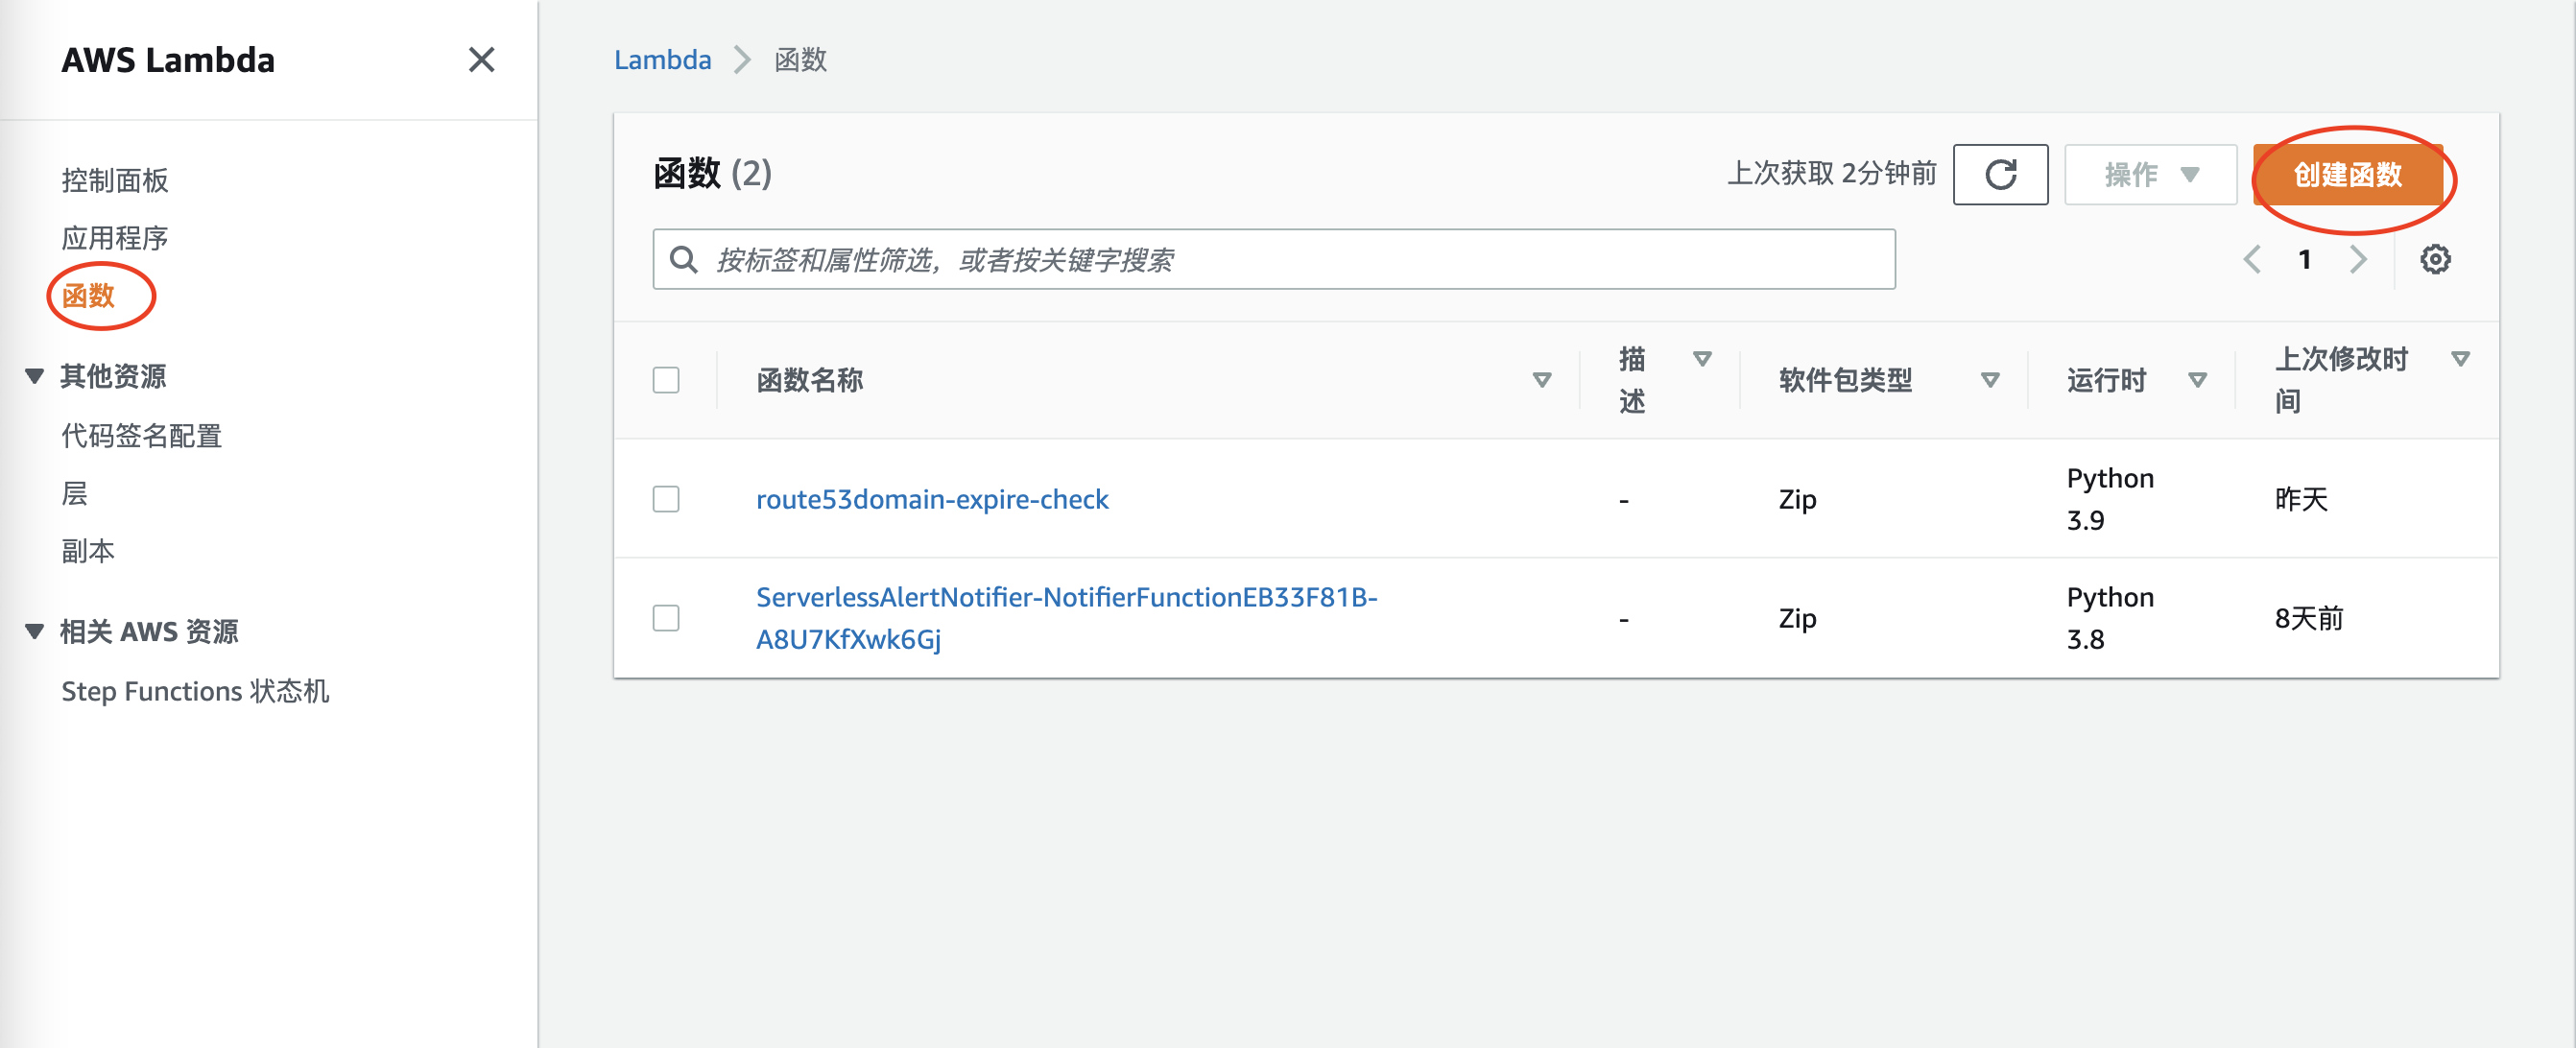 AWS Lambda
控制面板
应用程序
函数
其他资源
代码签名配置
层
副本
相关 AWS 资源
Step Functions 状态机
Lambda
函数
函数 (2)
上次获取 2分钟前
操作
创建函数
按标签和属性筛选，或者按关键字搜索
1
函数名称
描
述
软件包类型
运行时
上次修改时
间
route53domain-expire-check
-
Zip
Python
3.9
昨天
ServerlessAlertNotifier-NotifierFunctionEB33F81B-
A8U7KfXwk6Gj
-
Zip
Python
3.8
8天前